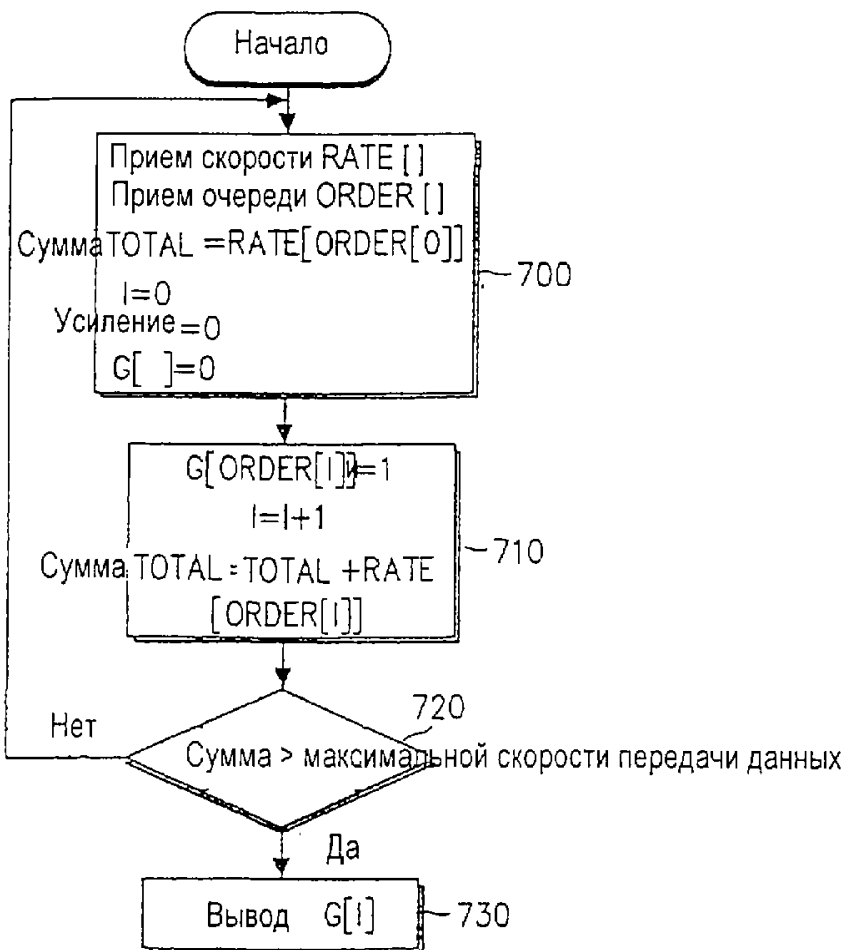 Начало
Прием скорости RATE [ ]
Прием очереди ORDER [ ]
Сумма TOTAL =RATE[ORDER[0]]
I=0
Усиление =0
G[ ]=0
700
G[ORDER[I]]=1
I=I+1
Сумма TOTAL = TOTAL +RATE
[ORDER[I]]
710
720
Нет
Сумма > максимальной скорости передачи данных
Да
Вывод G[I]
730